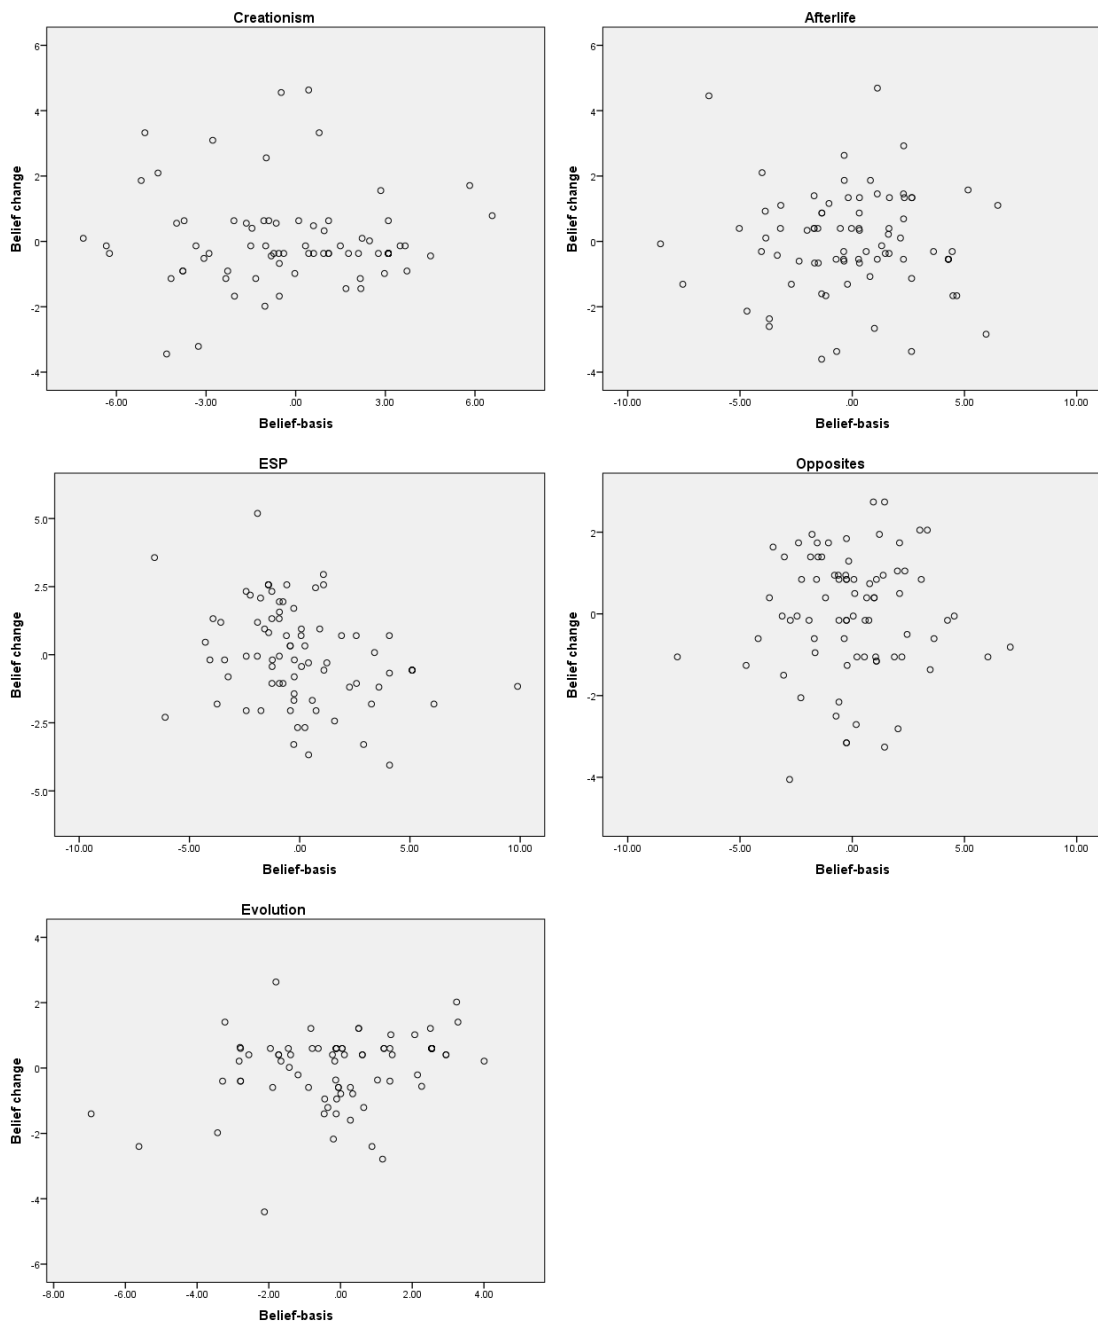 Creationism
Belief change
6
4
2
0
-2
-4
-6.00 -3.00 .00 3.00 6.00
Belief-basis
Afterlife
Belief change
6
4
2
0
-2
-4
-10.00 -5.00 .00 5.00 10.00
Belief-basis
ESP
Belief change
5.0
2.5
.0
-2.5
-5.0
-10.00 -5.00 .00 5.00 10.00
Belief-basis
Opposites
Belief change
2
0
-2
-4
-10.00 -5.00 .00 5.00 10.00
Belief-basis
Evolution
Belief change
4
2
0
-2
-4
-6
-8.00 -6.00 -4.00 -2.00 .00 2.00 4.00
Belief-basis